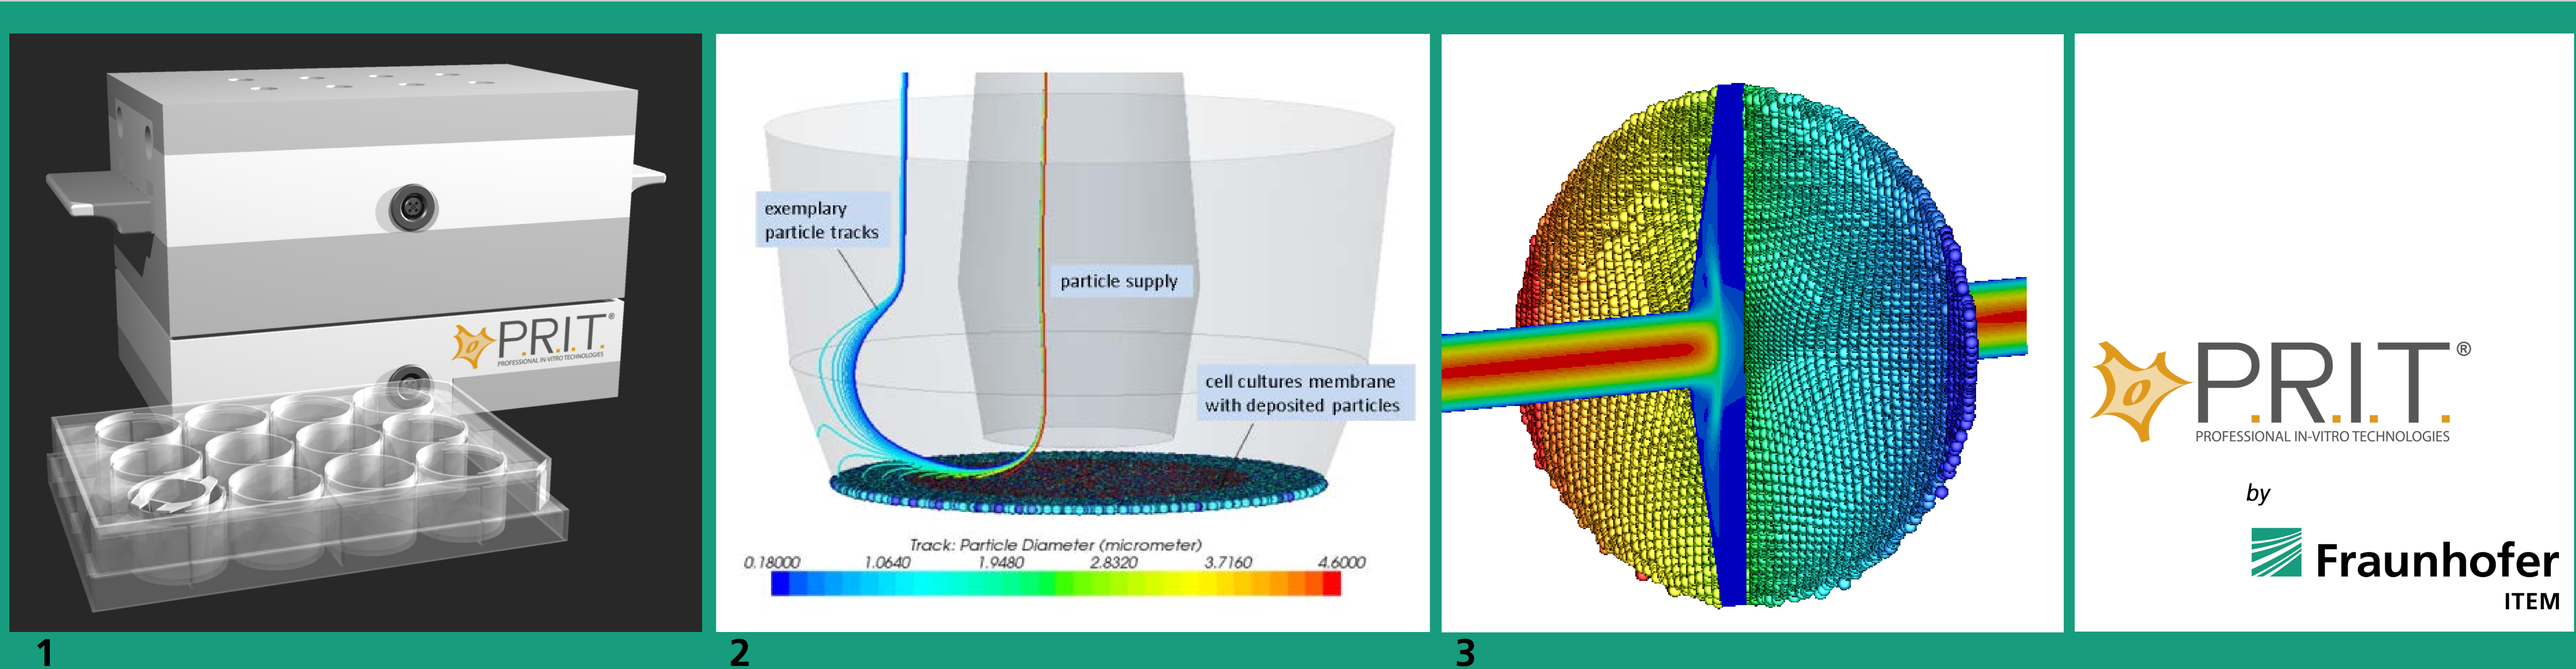 P.R.I.T.®
PROFESSIONAL IN-VITRO TECHNOLOGIES
1
exemplary
particle tracks
particle supply
cell cultures membrane
with deposited particles
Track: Particle Diameter (micrometer)
0.18000 1.0640 1.9480 2.8320 3.7160 4.6000
2
3
P.R.I.T.®
PROFESSIONAL IN-VITRO TECHNOLOGIES
by
Fraunhofer
ITEM